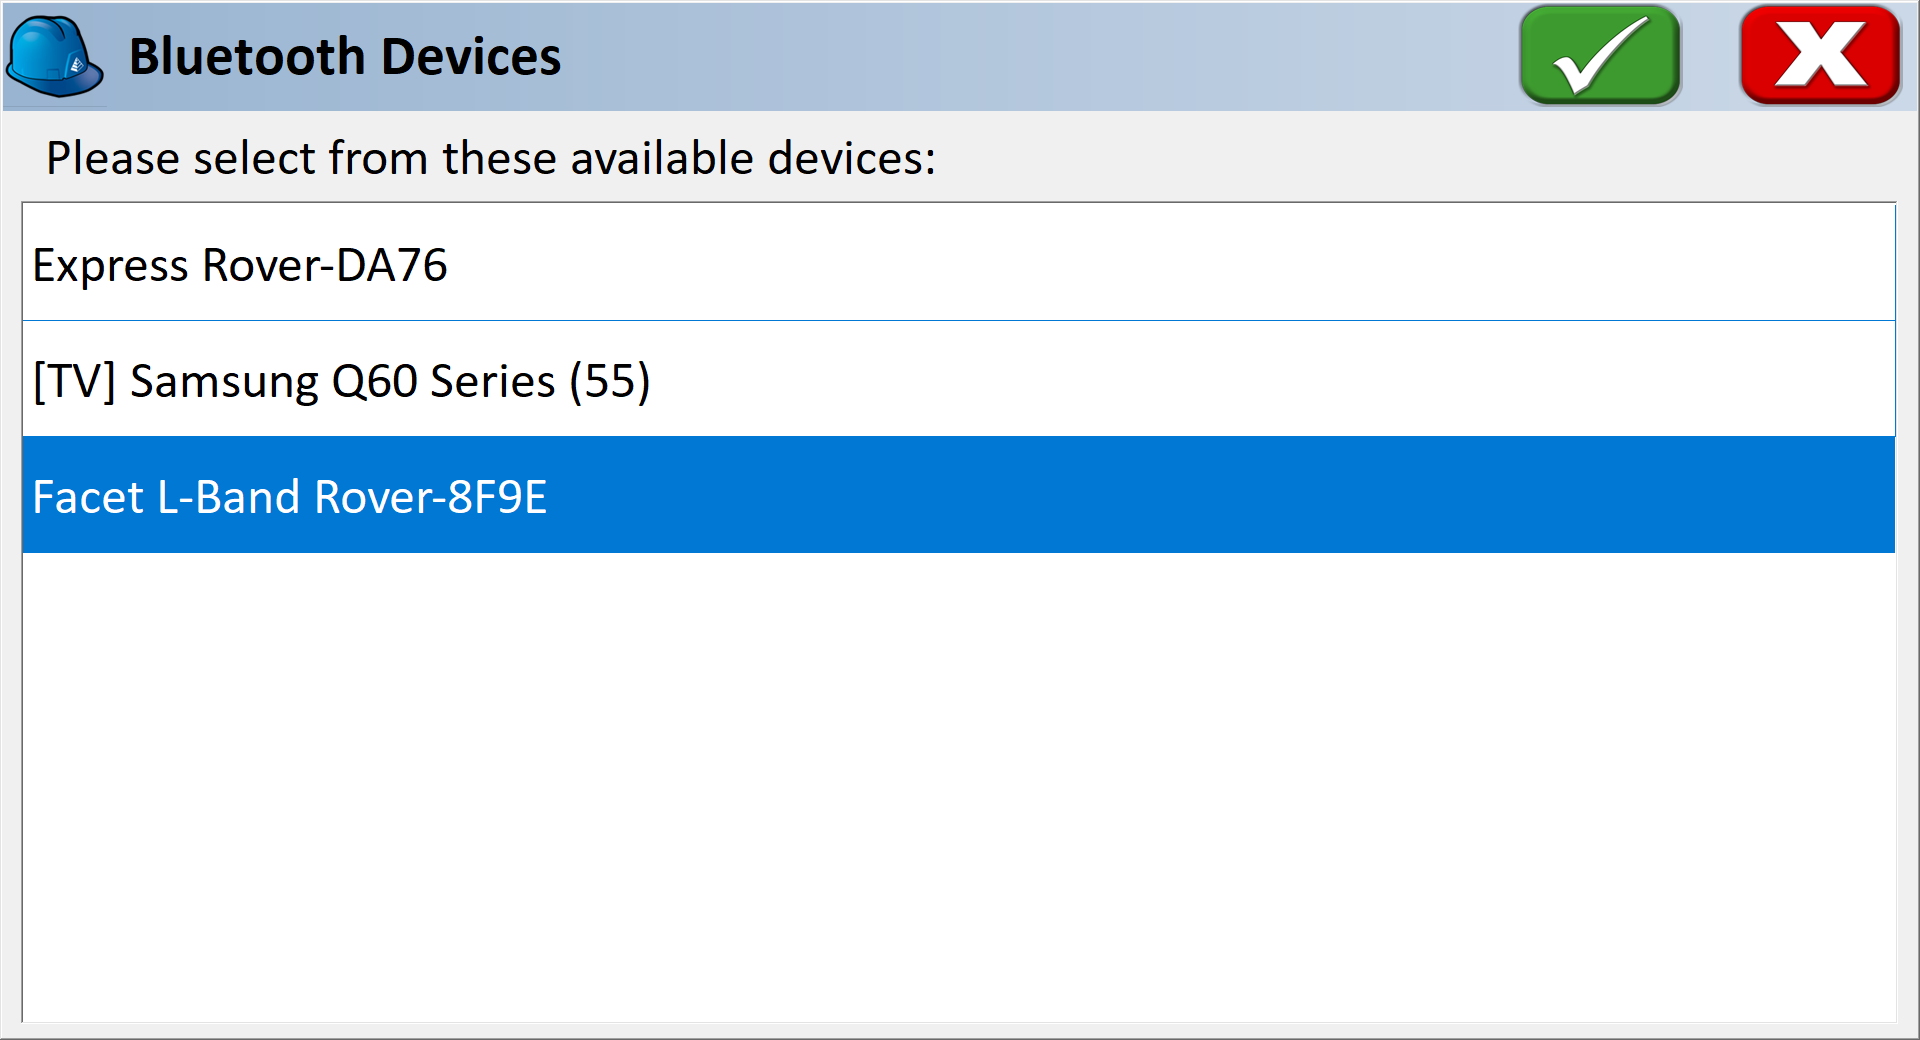 Bluetooth Devices
Please select from these available devices:
Express Rover-DA76
[TV] Samsung Q60 Series (55)
Facet L-Band Rover-8F9E